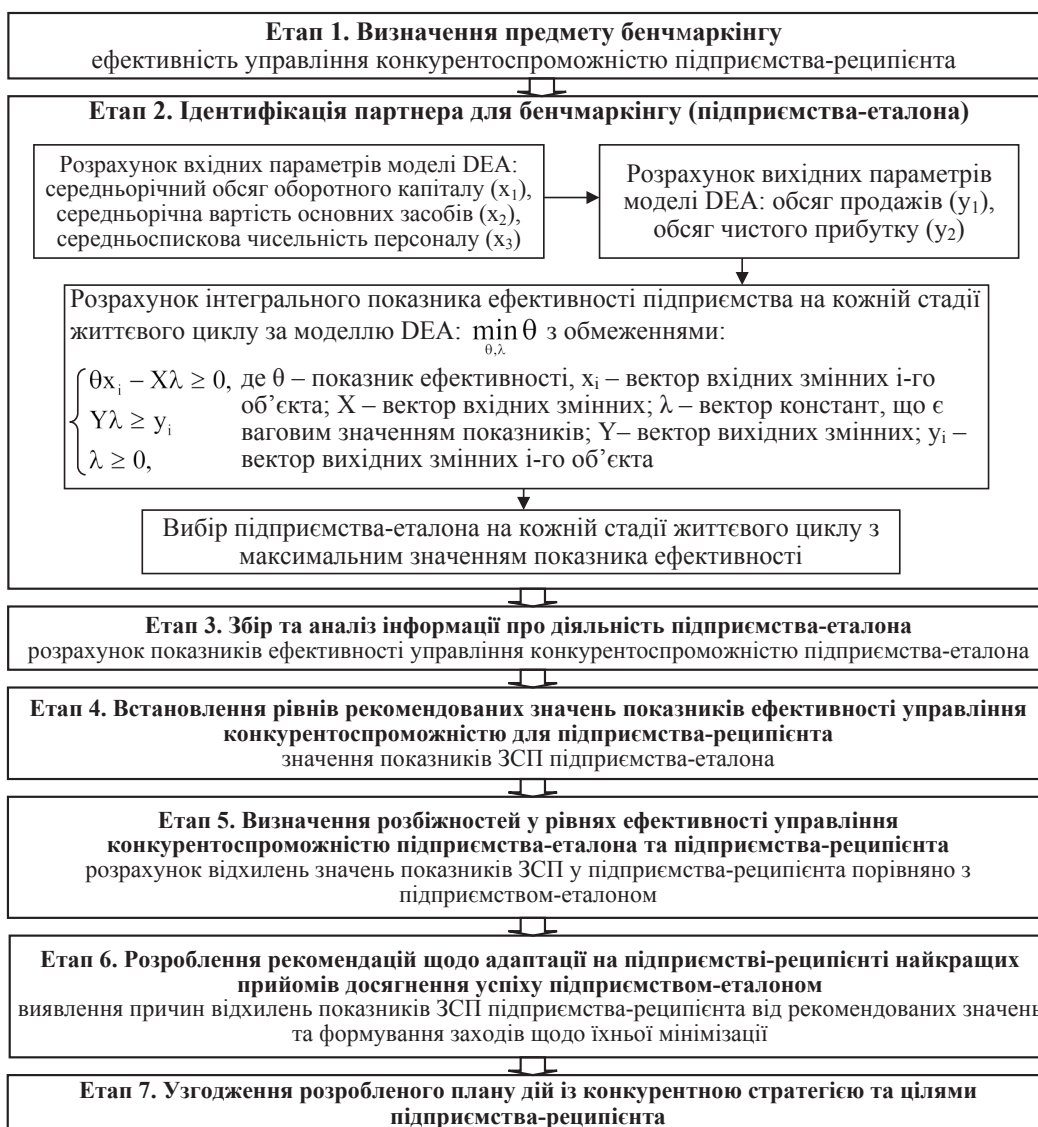 Етап 1. Визначення предмету бенчмаркінгу
ефективність управління конкурентоспроможністю підприємства-реципієнта
Етап 2. Ідентифікація партнера для бенчмаркінгу (підприємства-еталона)
Розрахунок вхідних параметрів моделі DEA:
середньорічний обсяг оборотного капіталу (x₁),
середньорічна вартість основних засобів (x₂),
середньоспискова чисельність персоналу (x₃)
Розрахунок вихідних параметрів
моделі DEA: обсяг продажів (y₁),
обсяг чистого прибутку (y₂)
Розрахунок інтегрального показника ефективності підприємства на кожній стадії
життєвого циклу за моделлю DEA: min θ з обмеженнями:
θ,λ
θxᵢ – Xλ ≥ 0, де θ – показник ефективності, xᵢ – вектор вхідних змінних і-го
об’єкта; X – вектор вхідних змінних; λ – вектор констант, що є
Yλ ≥ yᵢ
ваговим значенням показників; Y– вектор вихідних змінних; yᵢ –
λ ≥ 0,
вектор вихідних змінних і-го об’єкта
Вибір підприємства-еталона на кожній стадії життєвого циклу з
максимальним значенням показника ефективності
Етап 3. Збір та аналіз інформації про діяльність підприємства-еталона
розрахунок показників ефективності управління конкурентоспроможністю підприємства-еталона
Етап 4. Встановлення рівнів рекомендованих значень показників ефективності управління
конкурентоспроможністю для підприємства-реципієнта
значення показників ЗСП підприємства-еталона
Етап 5. Визначення розбіжностей у рівнях ефективності управління
конкурентоспроможністю підприємства-еталона та підприємства-реципієнта
розрахунок відхилень значень показників ЗСП у підприємства-реципієнта порівняно з
підприємством-еталоном
Етап 6. Розроблення рекомендацій щодо адаптації на підприємстві-реципієнті найкращих
прийомів досягнення успіху підприємством-еталоном
виявлення причин відхилень показників ЗСП підприємства-реципієнта від рекомендованих значень
та формування заходів щодо їхньої мінімізації
Етап 7. Узгодження розробленого плану дій із конкурентною стратегією та цілями
підприємства-реципієнта